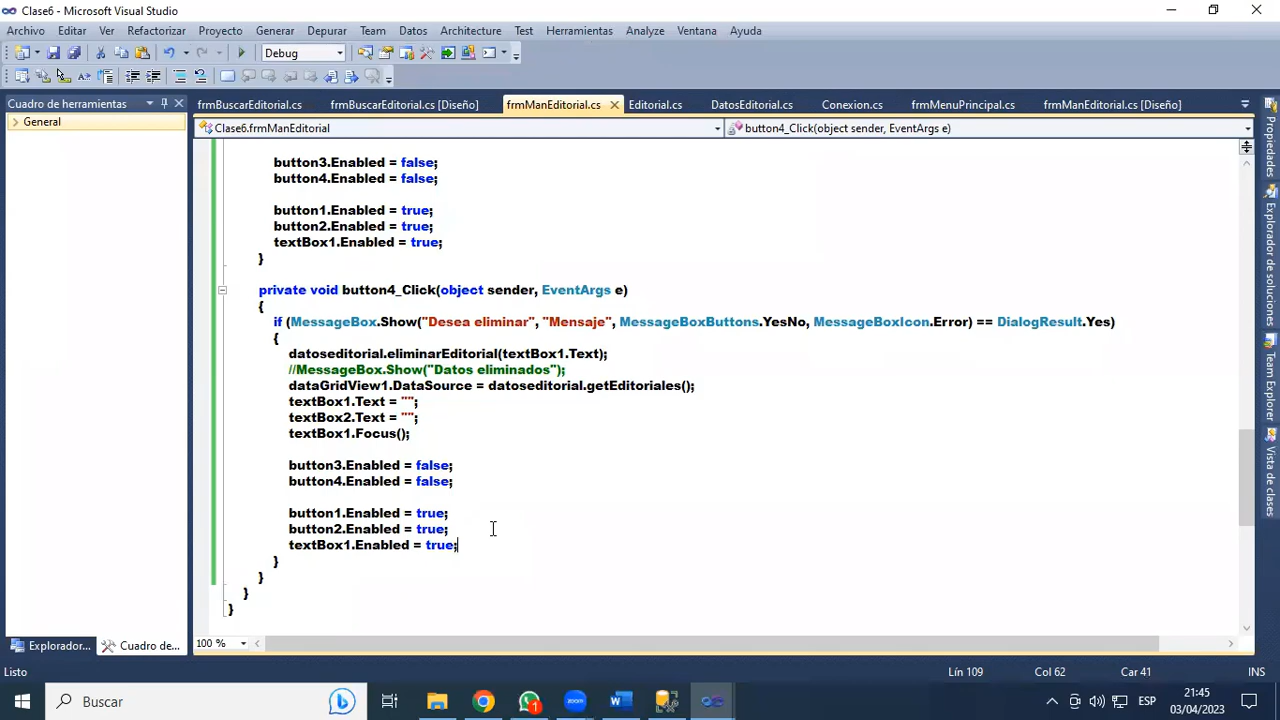 Clase6 - Microsoft Visual Studio
Archivo Editar Ver Refactorizar Proyecto Generar Depurar Team Datos Architecture Test Herramientas Analyze Ventana Ayuda
Debug
Cuadro de herramientas
General
frmBuscarEditorial.cs frmBuscarEditorial.cs [Diseño] frmManEditorial.cs Editorial.cs DatosEditorial.cs Conexion.cs frmMenuPrincipal.cs frmManEditorial.cs [Diseño]
Clase6.frmManEditorial button4_Click(object sender, EventArgs e)
button3.Enabled = false;
button4.Enabled = false;
button1.Enabled = true;
button2.Enabled = true;
textBox1.Enabled = true;
}
private void button4_Click(object sender, EventArgs e)
{
if (MessageBox.Show("Desea eliminar", "Mensaje", MessageBoxButtons.YesNo, MessageBoxIcon.Error) == DialogResult.Yes)
{
datoseditorial.eliminarEditorial(textBox1.Text);
//MessageBox.Show("Datos eliminados");
dataGridView1.DataSource = datoseditorial.getEditoriales();
textBox1.Text = "";
textBox2.Text = "";
textBox1.Focus();
button3.Enabled = false;
button4.Enabled = false;
button1.Enabled = true;
button2.Enabled = true;
textBox1.Enabled = true;
}
}
}
}
Propiedades
Explorador de soluciones
Team Explorer
Vista de clases
100 %
Explorador... Cuadro de...
Listo Lín 109 Col 62 Car 41 INS
Buscar
zoom
1
ESP
21:45
03/04/2023